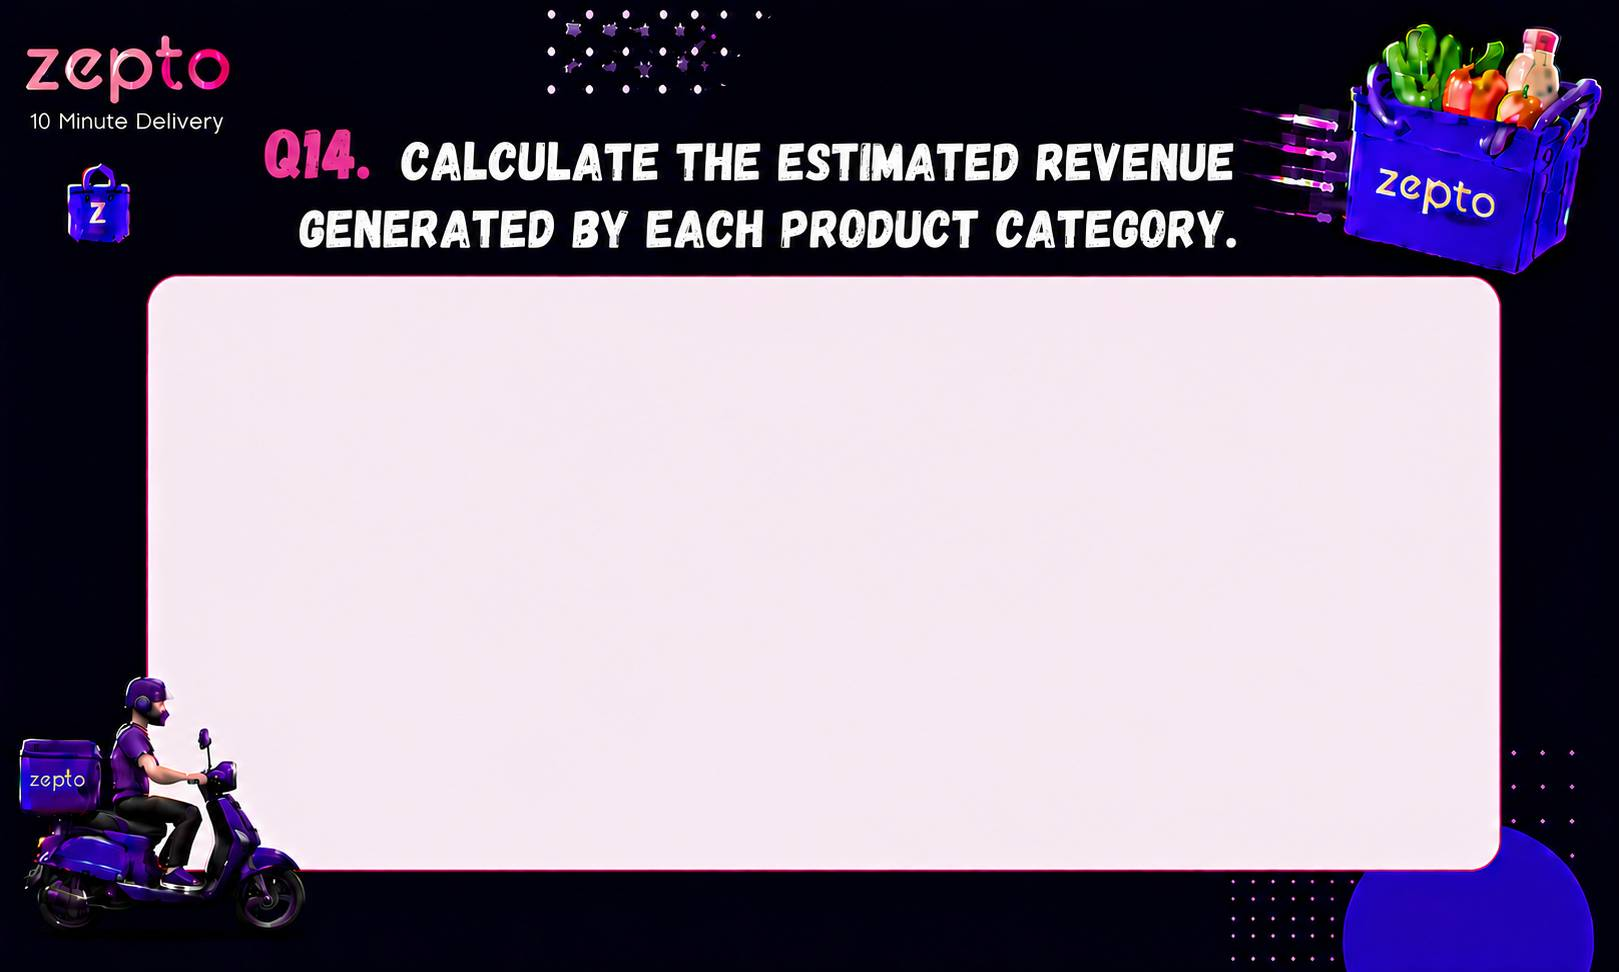 zepto
10 Minute Delivery
Z
Q14. CALCULATE THE ESTIMATED REVENUE
GENERATED BY EACH PRODUCT CATEGORY.
zepto
zepto